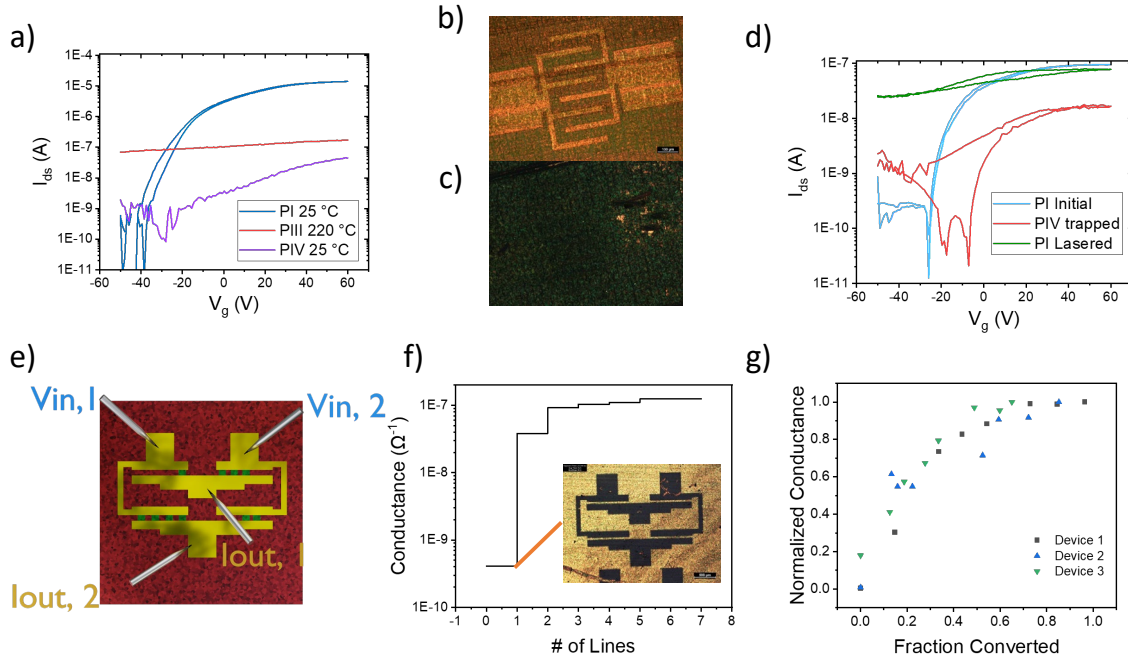 a)
1E-4
1E-5
1E-6
1E-7
1E-8
1E-9
1E-10
1E-11
Ids (A)
PI 25 °C
PIII 220 °C
PIV 25 °C
-60 -40 -20 0 20 40 60
Vg (V)
b)
c)
d)
1E-7
1E-8
1E-9
1E-10
1E-11
Ids (A)
PI Initial
PIV trapped
PI Lasered
-60 -40 -20 0 20 40 60
Vg (V)
e)
Vin,1
Vin, 2
Iout, 1
Iout, 2
f)
1E-7
1E-8
1E-9
1E-10
Conductance (Ω⁻¹)
-1 0 1 2 3 4 5 6 7 8
# of Lines
g)
1.0
0.8
0.6
0.4
0.2
0.0
Normalized Conductance
Device 1
Device 2
Device 3
0.0 0.2 0.4 0.6 0.8 1.0
Fraction Converted